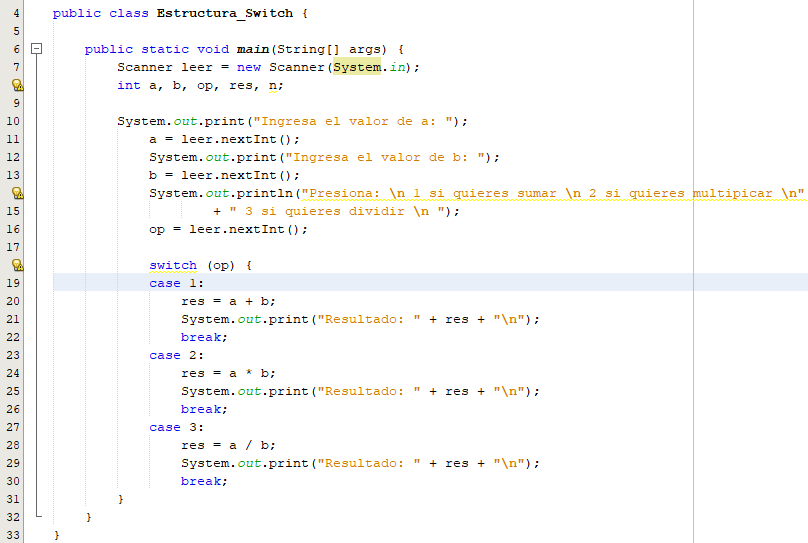 4 public class Estructura_Switch {
5
6 public static void main(String[] args) {
7 Scanner leer = new Scanner(System.in);
int a, b, op, res, n;
9
10 System.out.print("Ingresa el valor de a: ");
11 a = leer.nextInt();
12 System.out.print("Ingresa el valor de b: ");
13 b = leer.nextInt();
System.out.println("Presiona: \n 1 si quieres sumar \n 2 si quieres multipicar \n"
15 + " 3 si quieres dividir \n ");
16 op = leer.nextInt();
17
switch (op) {
19 case 1:
20 res = a + b;
21 System.out.print("Resultado: " + res + "\n");
22 break;
23 case 2:
24 res = a * b;
25 System.out.print("Resultado: " + res + "\n");
26 break;
27 case 3:
28 res = a / b;
29 System.out.print("Resultado: " + res + "\n");
30 break;
31 }
32 }
33 }